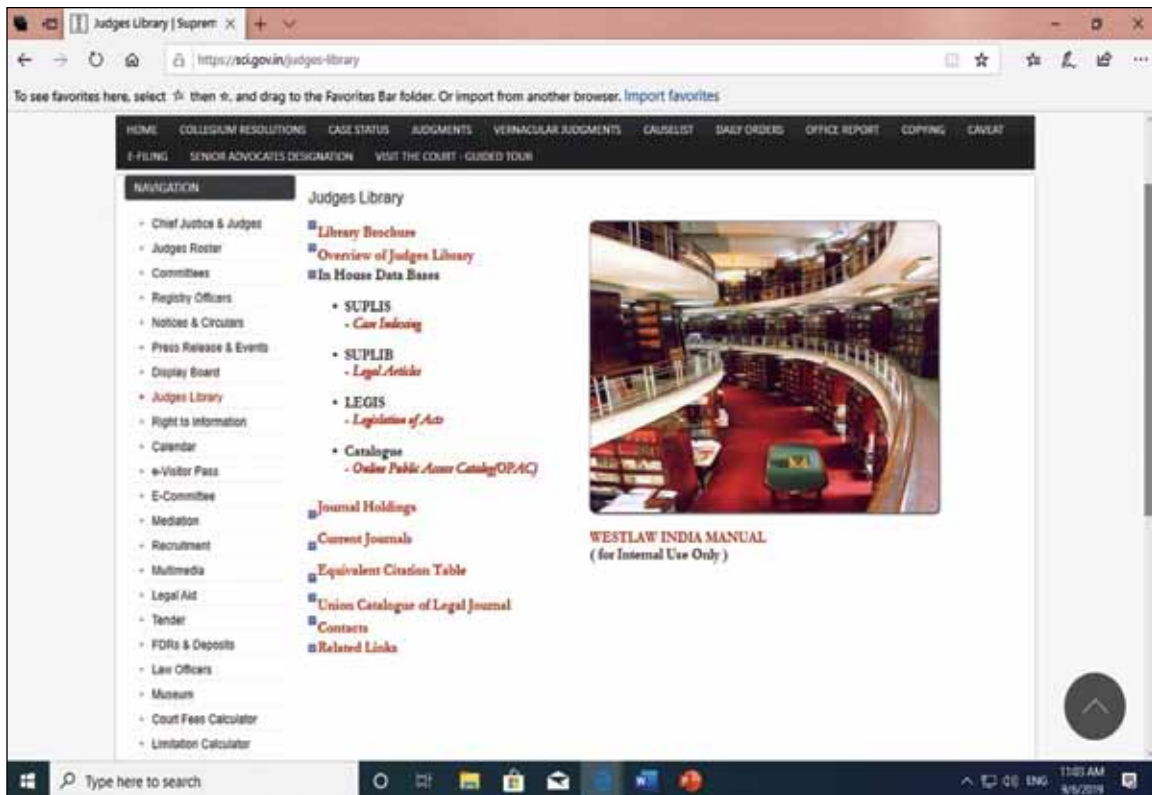 Judges Library | Suprem
https://sci.gov.in/judges-library
To see favorites here, select ☆ then ☆, and drag to the Favorites Bar folder. Or import from another browser. Import favorites
HOME COLLEGIUM RESOLUTIONS CASE STATUS JUDGMENTS VERNACULAR JUDGMENTS CAUSELIST DAILY ORDERS OFFICE REPORT COPYING CAVEAT
E-FILING SENIOR ADVOCATES DESIGNATION VISIT THE COURT - GUIDED TOUR
NAVIGATION
Chief Justice & Judges
Judges Roster
Committees
Registry Officers
Notices & Circulars
Press Release & Events
Display Board
Judges Library
Right to Information
Calendar
e-Visitor Pass
E-Committee
Mediation
Recruitment
Multimedia
Legal Aid
Tender
FDRs & Deposits
Law Officers
Museum
Court Fees Calculator
Limitation Calculator
Judges Library
Library Brochure
Overview of Judges Library
In House Data Bases
• SUPLIS
- Case Indexing
• SUPLIB
- Legal Articles
• LEGIS
- Legislation of Acts
• Catalogue
- Online Public Access Catalog(OPAC)
Journal Holdings
Current Journals
Equivalent Citation Table
Union Catalogue of Legal Journal
Contacts
Related Links
WESTLAW INDIA MANUAL
( for Internal Use Only )
Type here to search
ENG
11:03 AM
9/6/2019